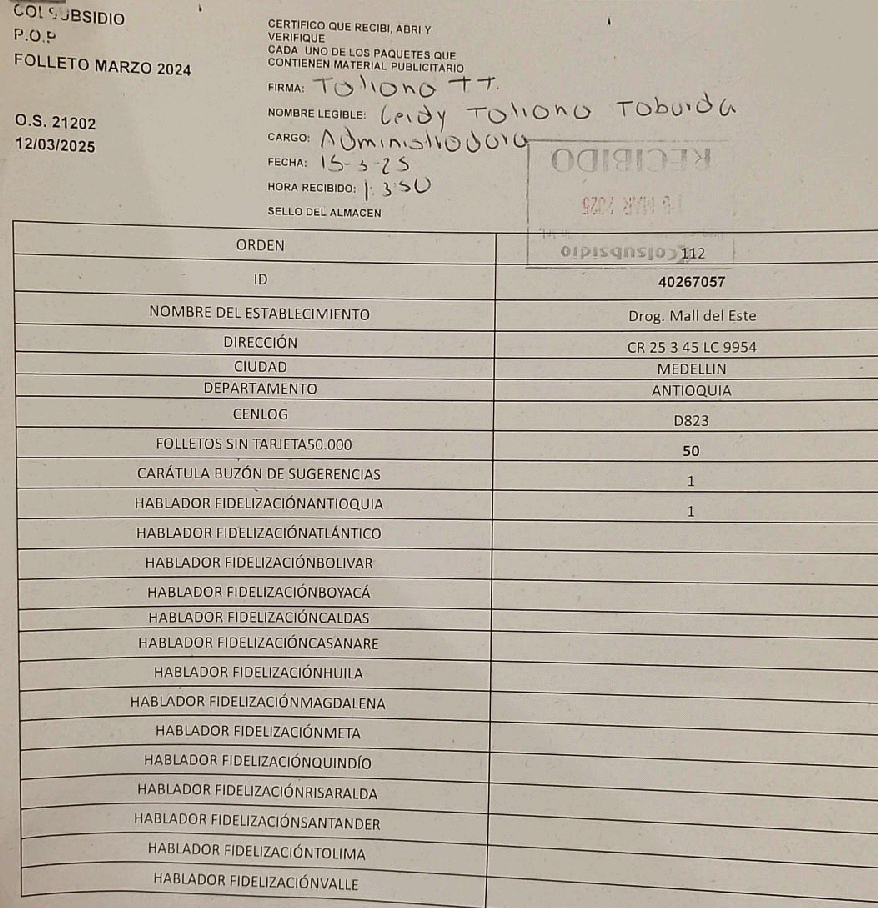 COLSUBSIDIO
P.O.P
FOLLETO MARZO 2024
O.S. 21202
12/03/2025
CERTIFICO QUE RECIBI, ABRI Y
VERIFIQUE
CADA UNO DE LOS PAQUETES QUE
CONTIENEN MATERIAL PUBLICITARIO
FIRMA: Toliono TT.
NOMBRE LEGIBLE: Leidy Toliono Toburda
CARGO: Administrodora
FECHA: 15-3-25
HORA RECIBIDO: 1:350
SELLO DEL ALMACEN
RECIBIDO
MAR 2025
Colsubsidio
ORDEN 112
ID 40267057
NOMBRE DEL ESTABLECIMIENTO Drog. Mall del Este
DIRECCIÓN CR 25 3 45 LC 9954
CIUDAD MEDELLIN
DEPARTAMENTO ANTIOQUIA
CENLOG D823
FOLLETOS SIN TARJETA50.000 50
CARÁTULA BUZÓN DE SUGERENCIAS 1
HABLADOR FIDELIZACIÓNANTIOQUIA 1
HABLADOR FIDELIZACIÓNATLÁNTICO
HABLADOR FIDELIZACIÓNBOLIVAR
HABLADOR FIDELIZACIÓNBOYACÁ
HABLADOR FIDELIZACIÓNCALDAS
HABLADOR FIDELIZACIÓNCASANARE
HABLADOR FIDELIZACIÓNHUILA
HABLADOR FIDELIZACIÓNMAGDALENA
HABLADOR FIDELIZACIÓNMETA
HABLADOR FIDELIZACIÓNQUINDÍO
HABLADOR FIDELIZACIÓNRISARALDA
HABLADOR FIDELIZACIÓNSANTANDER
HABLADOR FIDELIZACIÓNTOLIMA
HABLADOR FIDELIZACIÓNVALLE